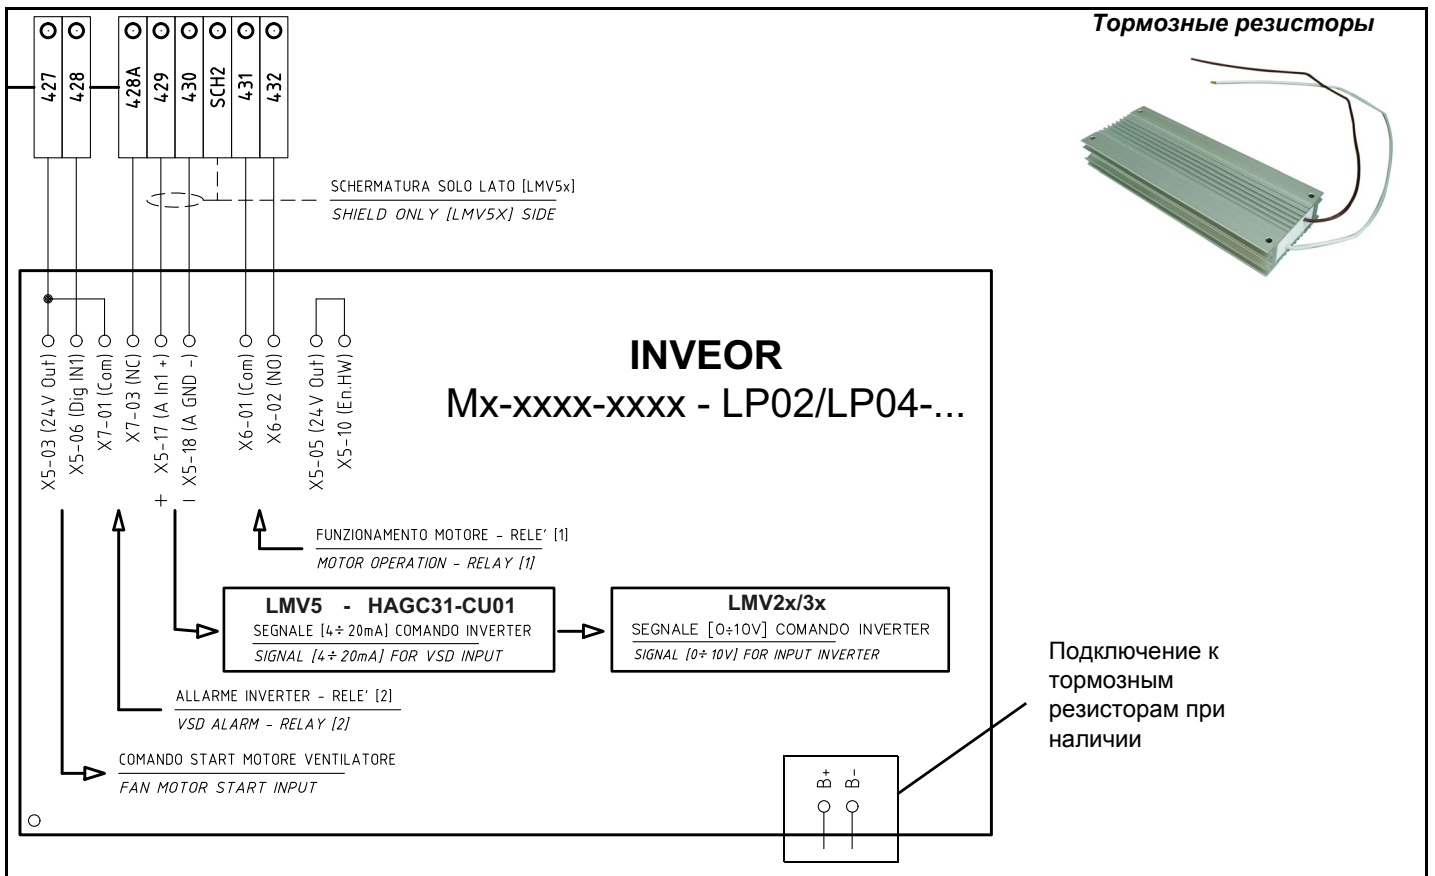 Тормозные резисторы
427
428
428A
429
430
SCH2
431
432
SCHERMATURA SOLO LATO [LMV5x]
SHIELD ONLY [LMV5X] SIDE
X5-03 (24V Out)
X5-06 (Dig IN1)
X7-01 (Com)
X7-03 (NC)
+ X5-17 (A In1 +)
- X5-18 (A GND -)
X6-01 (Com)
X6-02 (NO)
X5-05 (24V Out)
X5-10 (En.HW)
INVEOR
Mx-xxxx-xxxx - LP02/LP04-...
FUNZIONAMENTO MOTORE - RELE' [1]
MOTOR OPERATION - RELAY [1]
LMV5 - HAGC31-CU01
SEGNALE [4÷20mA] COMANDO INVERTER
SIGNAL [4÷20mA] FOR VSD INPUT
LMV2x/3x
SEGNALE [0÷10V] COMANDO INVERTER
SIGNAL [0÷10V] FOR INPUT INVERTER
ALLARME INVERTER - RELE' [2]
VSD ALARM - RELAY [2]
COMANDO START MOTORE VENTILATORE
FAN MOTOR START INPUT
B+
B-
Подключение к
тормозным
резисторам при
наличии